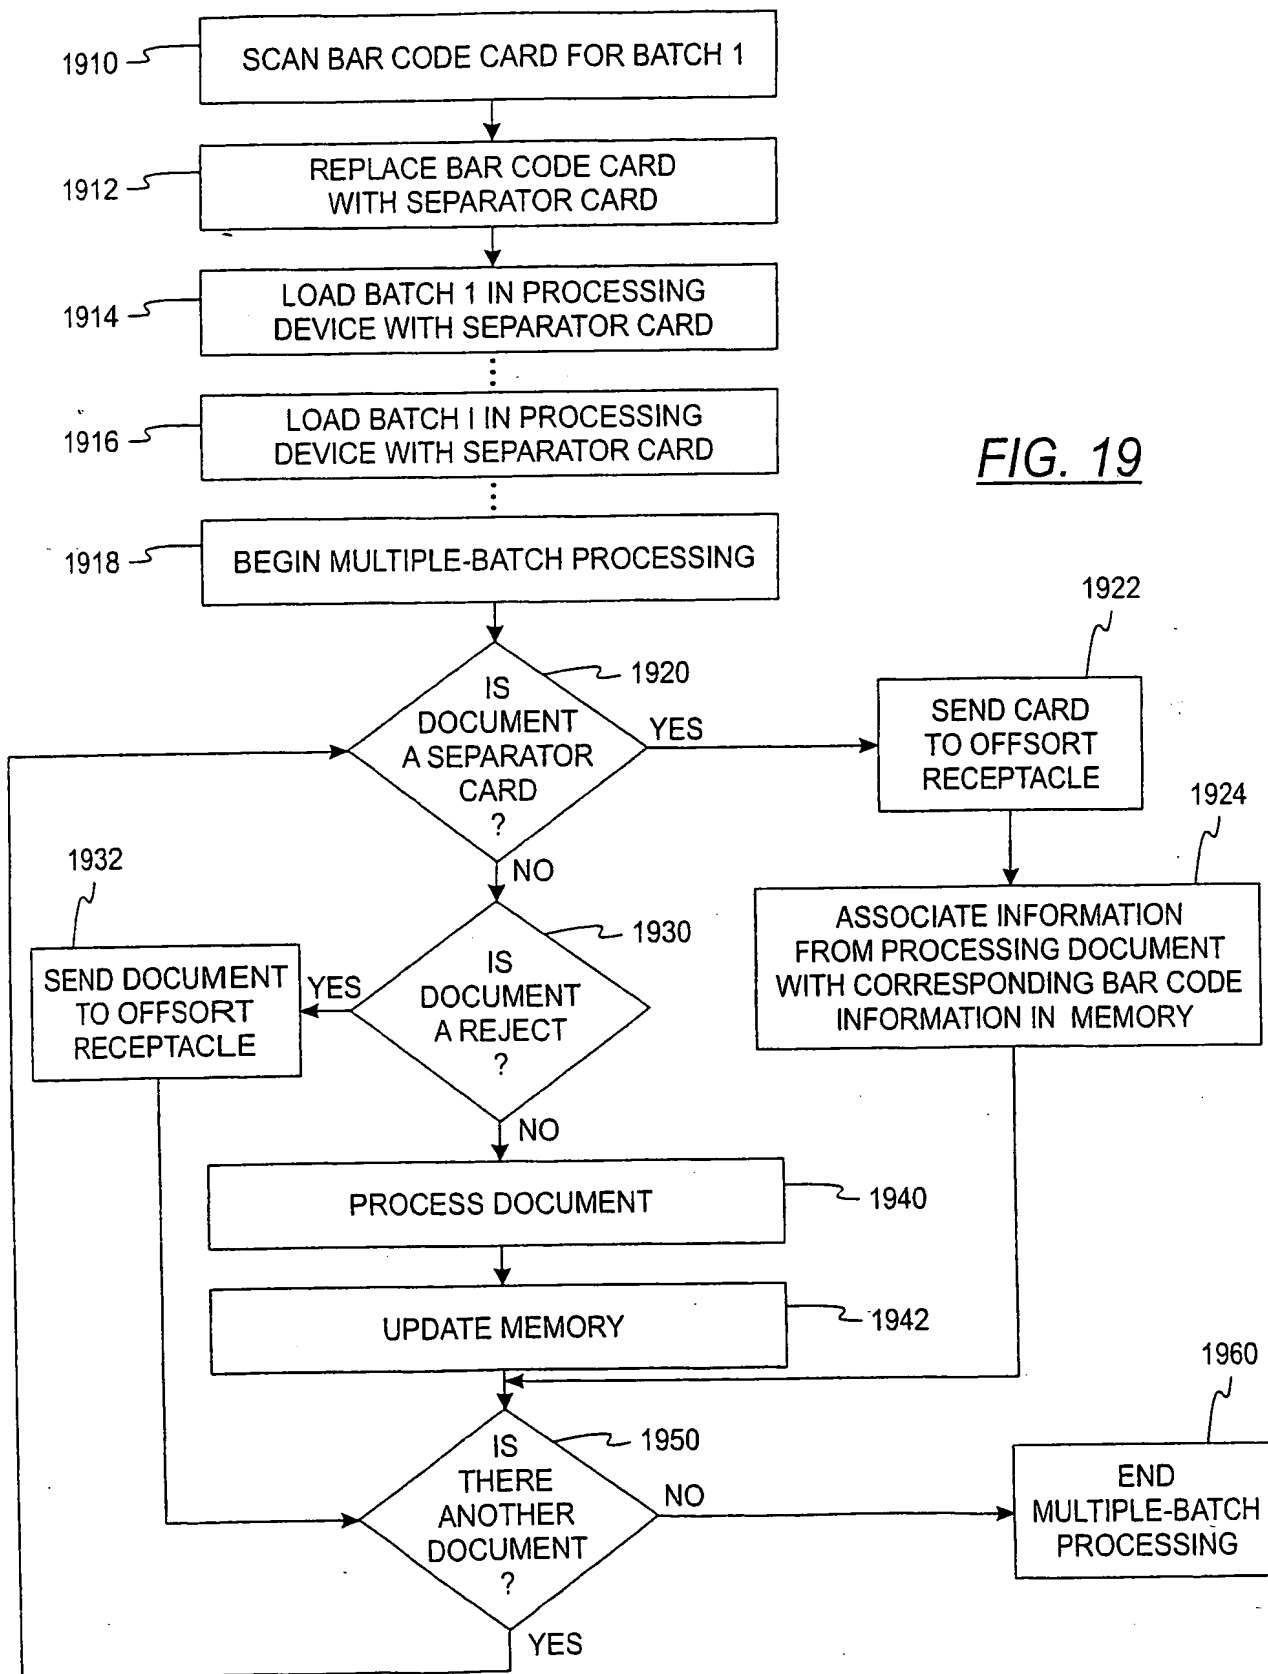 1910
SCAN BAR CODE CARD FOR BATCH 1
1912
REPLACE BAR CODE CARD
WITH SEPARATOR CARD
1914
LOAD BATCH 1 IN PROCESSING
DEVICE WITH SEPARATOR CARD
1916
LOAD BATCH I IN PROCESSING
DEVICE WITH SEPARATOR CARD
FIG. 19
1918
BEGIN MULTIPLE-BATCH PROCESSING
1920
IS
DOCUMENT
A SEPARATOR
CARD
?
YES
NO
1922
SEND CARD
TO OFFSORT
RECEPTACLE
1924
ASSOCIATE INFORMATION
FROM PROCESSING DOCUMENT
WITH CORRESPONDING BAR CODE
INFORMATION IN MEMORY
1930
IS
DOCUMENT
A REJECT
?
YES
NO
1932
SEND DOCUMENT
TO OFFSORT
RECEPTACLE
PROCESS DOCUMENT
1940
UPDATE MEMORY
1942
1950
IS
THERE
ANOTHER
DOCUMENT
?
NO
YES
1960
END
MULTIPLE-BATCH
PROCESSING